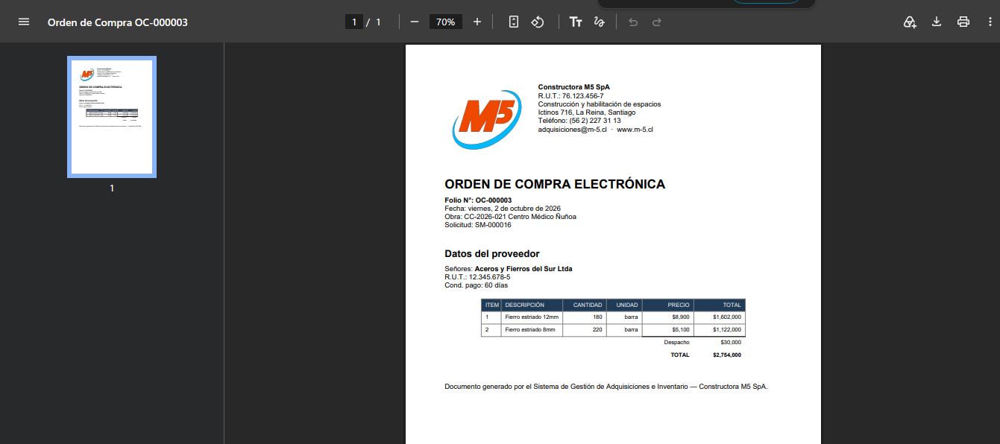 Orden de Compra OC-000003
1 / 1
70%
1
M5
Constructora M5 SpA
R.U.T.: 76.123.456-7
Construcción y habilitación de espacios
Ictinos 716, La Reina, Santiago
Teléfono: (56 2) 227 31 13
adquisiciones@m-5.cl · www.m-5.cl
ORDEN DE COMPRA ELECTRÓNICA
Folio N°: OC-000003
Fecha: viernes, 2 de octubre de 2026
Obra: CC-2026-021 Centro Médico Ñuñoa
Solicitud: SM-000016
Datos del proveedor
Señores: Aceros y Fierros del Sur Ltda
R.U.T.: 12.345.678-5
Cond. pago: 60 días
ITEM DESCRIPCIÓN CANTIDAD UNIDAD PRECIO TOTAL
1 Fierro estriado 12mm 180 barra $8,900 $1,602,000
2 Fierro estriado 8mm 220 barra $5,100 $1,122,000
Despacho $30,000
TOTAL $2,754,000
Documento generado por el Sistema de Gestión de Adquisiciones e Inventario — Constructora M5 SpA.